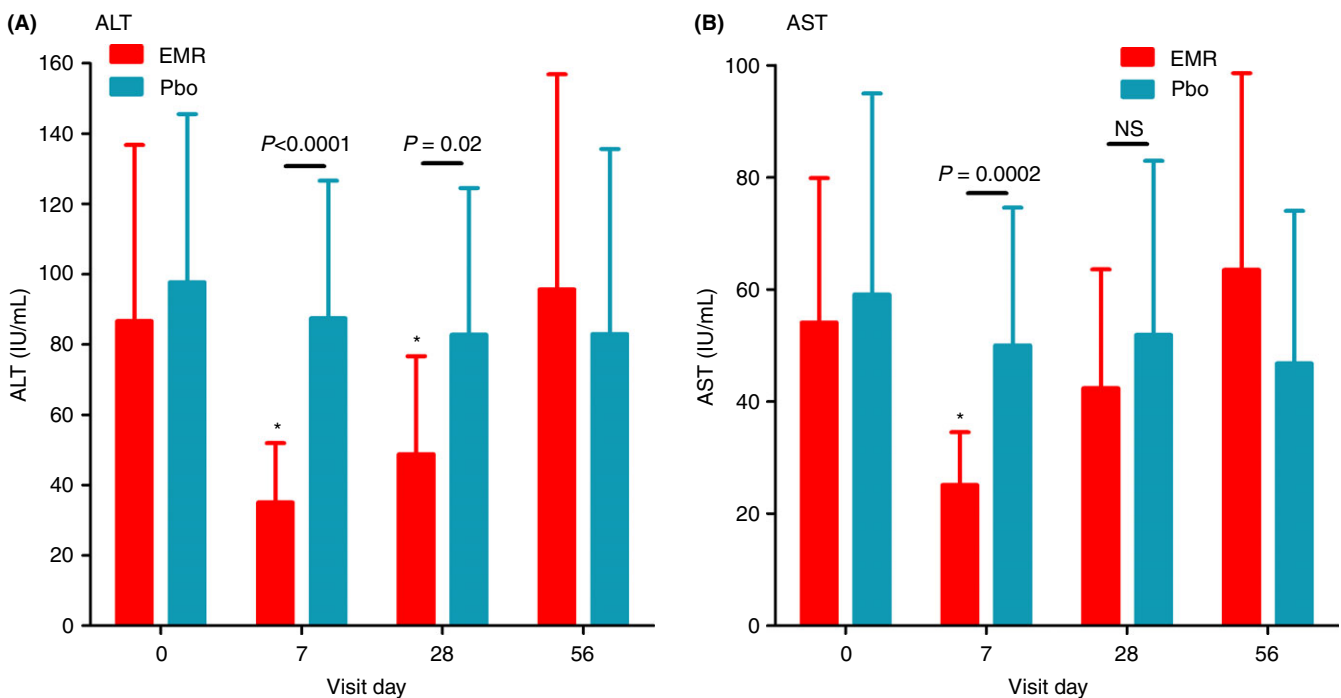 (A) ALT
EMR
Pbo
160
140
120
100
80
60
40
20
0
ALT (IU/mL)
P<0.0001
P = 0.02
*
*
0 7 28 56
Visit day
(B) AST
EMR
Pbo
100
80
60
40
20
0
AST (IU/mL)
P = 0.0002
NS
*
0 7 28 56
Visit day